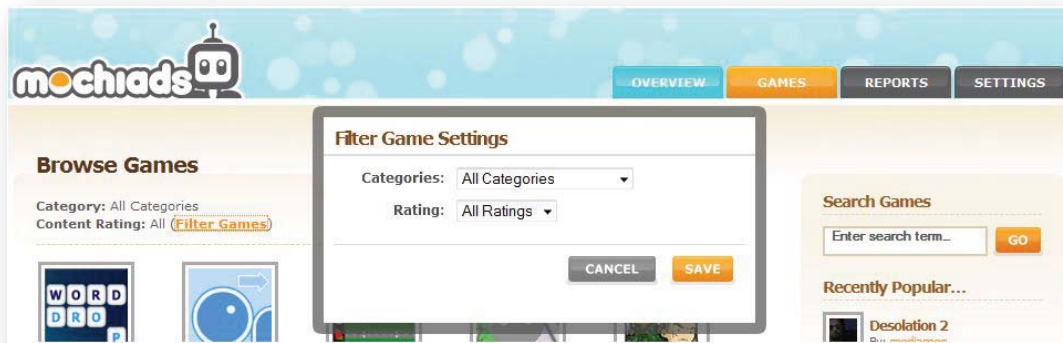 mochiads
OVERVIEW
GAMES
REPORTS
SETTINGS
Filter Game Settings
Categories: All Categories
Rating: All Ratings
CANCEL
SAVE
Browse Games
Category: All Categories
Content Rating: All (Filter Games)
WORD
DRO
P
Search Games
Enter search term...
GO
Recently Popular...
Desolation 2
By: